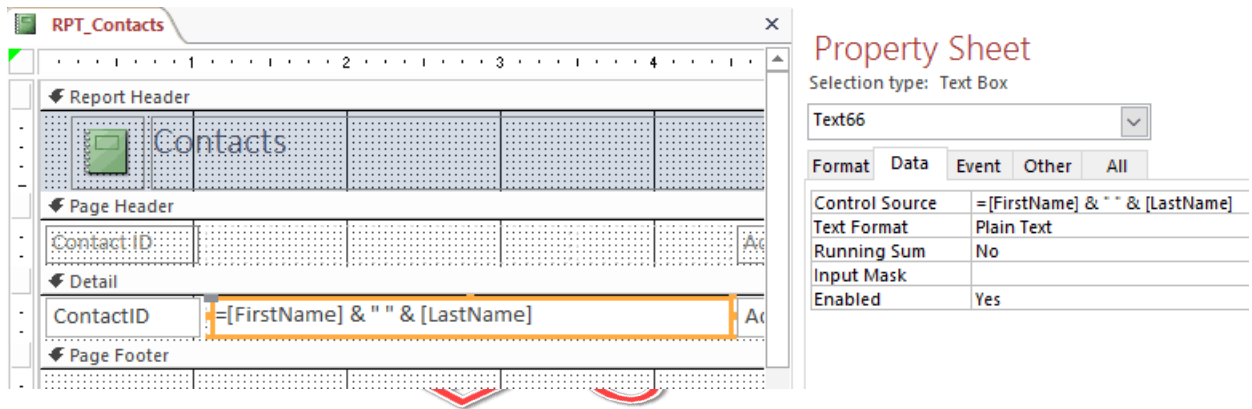 RPT_Contacts
1 2 3 4
Report Header
Contacts
Page Header
Contact ID Ad
Detail
ContactID =[FirstName] & " " & [LastName] Ad
Page Footer
Property Sheet
Selection type: Text Box
Text66
Format Data Event Other All
Control Source =[FirstName] & " " & [LastName]
Text Format Plain Text
Running Sum No
Input Mask
Enabled Yes